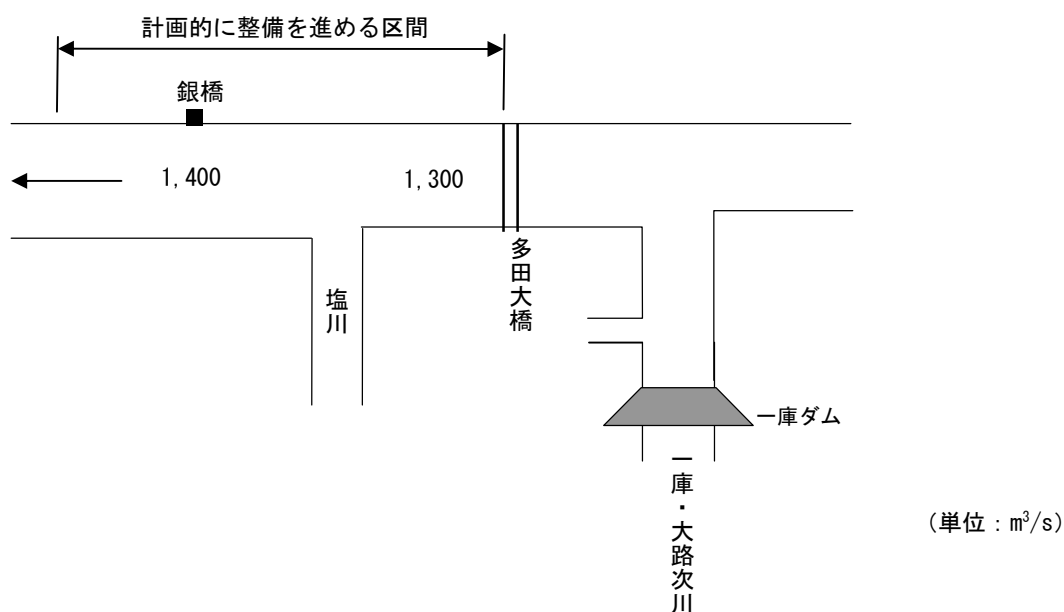 計画的に整備を進める区間
銀橋
1,400
1,300
多田大橋
塩川
一庫ダム
一庫・大路次川
(単位：m³/s)